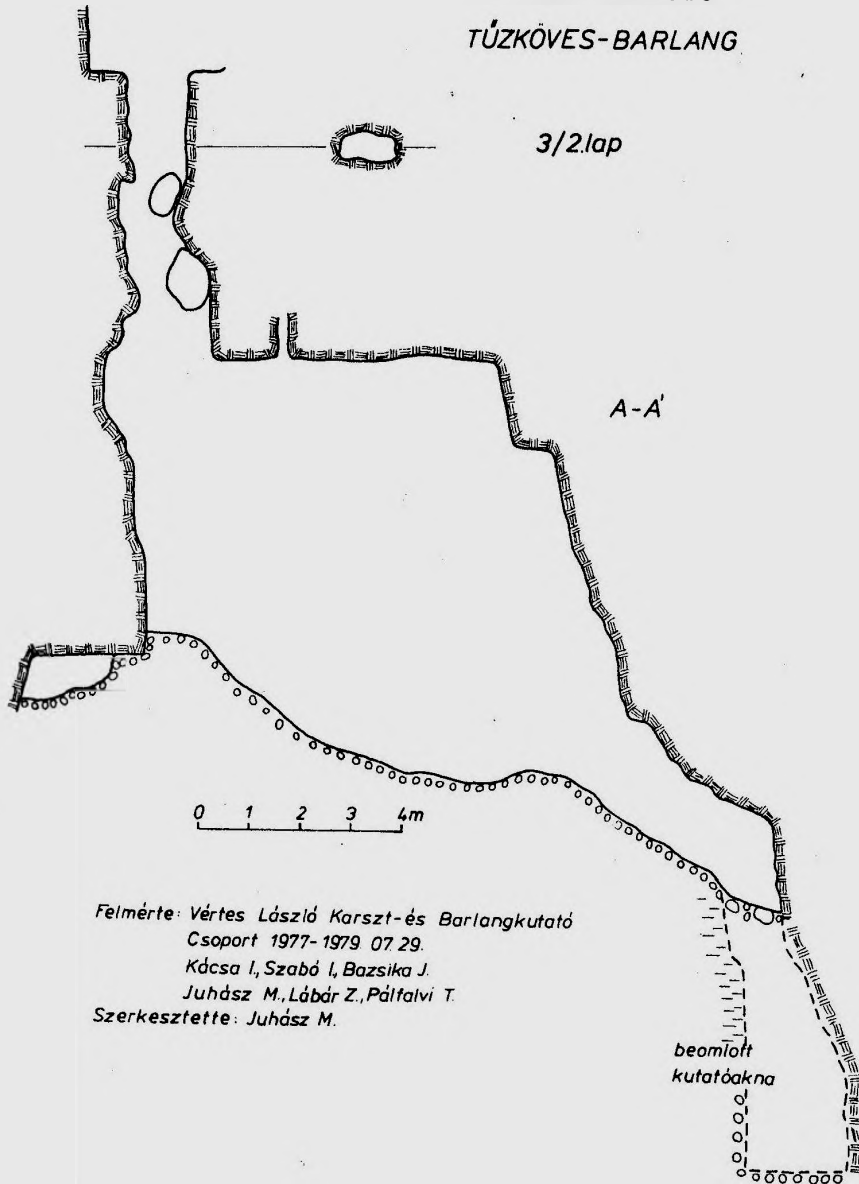 TŰZKÖVES-BARLANG
3/2.lap
A-A'
0 1 2 3 4m
Felmérte: Vértes László Karszt-és Barlangkutató
Csoport 1977-1979 07.29.
Kácsa I., Szabó I., Bazsika J.
Juhász M., Lábár Z., Pálfalvi T.
Szerkesztette: Juhász M.
beomlott
kutatóakna